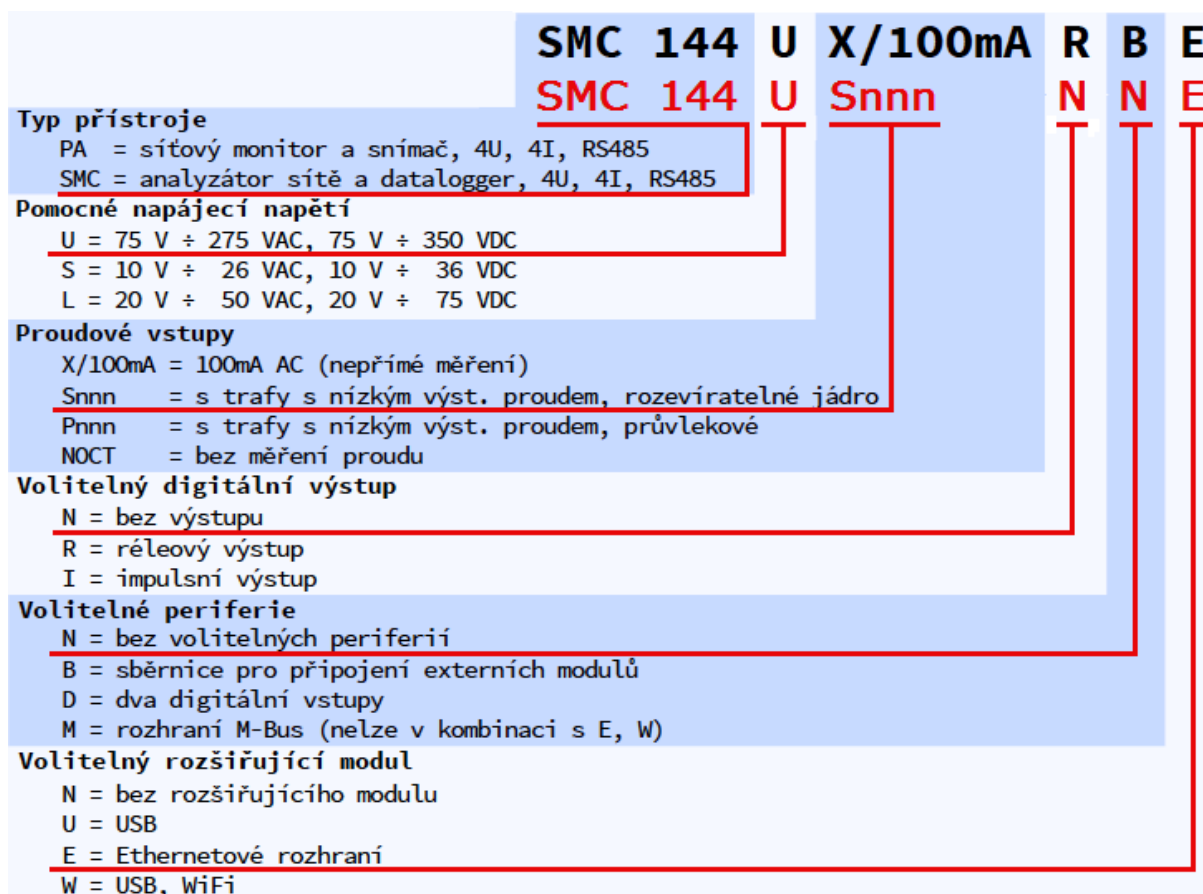 SMC 144 U X/100mA R B E
SMC 144 U Snnn N N E
Typ přístroje
PA = síťový monitor a snímač, 4U, 4I, RS485
SMC = analyzátor sítě a datalogger, 4U, 4I, RS485
Pomocné napájecí napětí
U = 75 V ÷ 275 VAC, 75 V ÷ 350 VDC
S = 10 V ÷ 26 VAC, 10 V ÷ 36 VDC
L = 20 V ÷ 50 VAC, 20 V ÷ 75 VDC
Proudové vstupy
X/100mA = 100mA AC (nepřímé měření)
Snnn = s trafy s nízkým výst. proudem, rozevíratelné jádro
Pnnn = s trafy s nízkým výst. proudem, průvlekové
NOCT = bez měření proudu
Volitelný digitální výstup
N = bez výstupu
R = réleový výstup
I = impulsní výstup
Volitelné periferie
N = bez volitelných periferií
B = sběrnice pro připojení externích modulů
D = dva digitální vstupy
M = rozhraní M-Bus (nelze v kombinaci s E, W)
Volitelný rozšiřující modul
N = bez rozšiřujícího modulu
U = USB
E = Ethernetové rozhraní
W = USB, WiFi